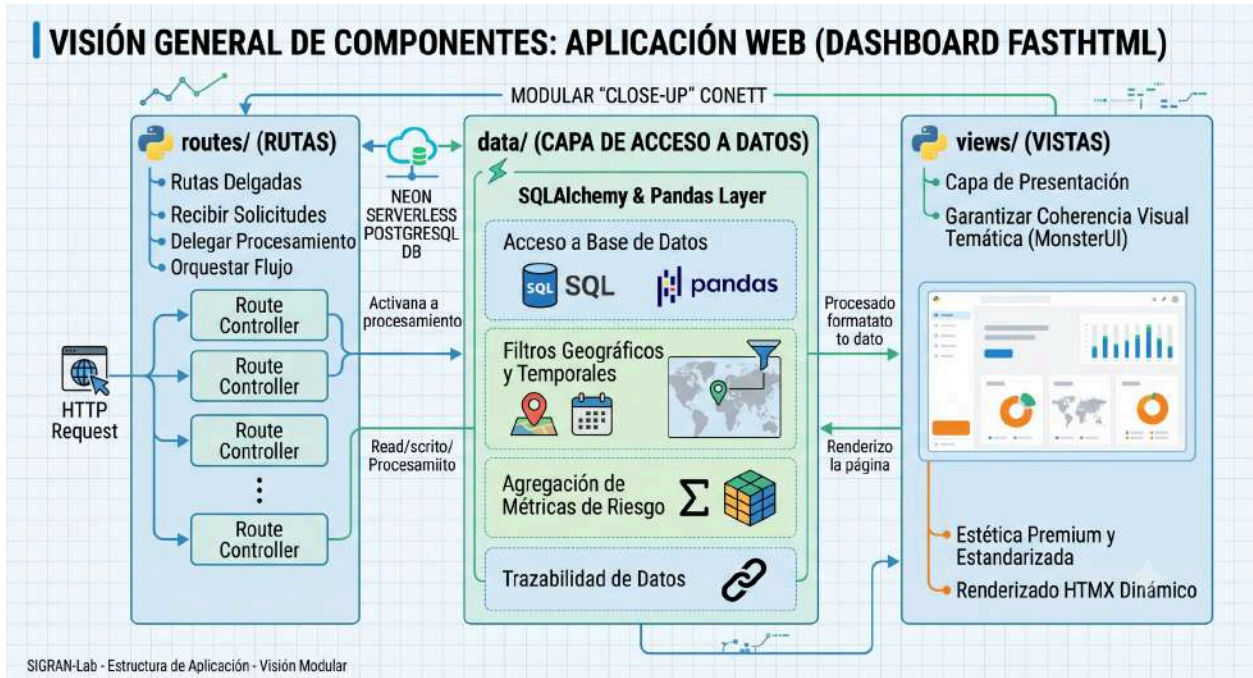 VISIÓN GENERAL DE COMPONENTES: APLICACIÓN WEB (DASHBOARD FASTHTML)
MODULAR "CLOSE-UP" CONETT
routes/ (RUTAS)
Rutas Delgadas
Recibir Solicitudes
Delegar Procesamiento
Orquestar Flujo
HTTP
Request
Route
Controller
Route
Controller
Route
Controller
Route
Controller
NEON
SERVERLESS
POSTGRESQL
DB
Activana a
procesamiento
Read/scrito/
Procesamiito
data/ (CAPA DE ACCESO A DATOS)
SQLAlchemy & Pandas Layer
Acceso a Base de Datos
SQL
SQL
pandas
Filtros Geográficos
y Temporales
Agregación de
Métricas de Riesgo
Σ
Trazabilidad de Datos
Procesado
formatato
to dato
Renderizo
la página
views/ (VISTAS)
Capa de Presentación
Garantizar Coherencia Visual
Temática (MonsterUI)
Estética Premium y
Estandarizada
Renderizado HTMX Dinámico
SIGRAN-Lab - Estructura de Aplicación - Visión Modular